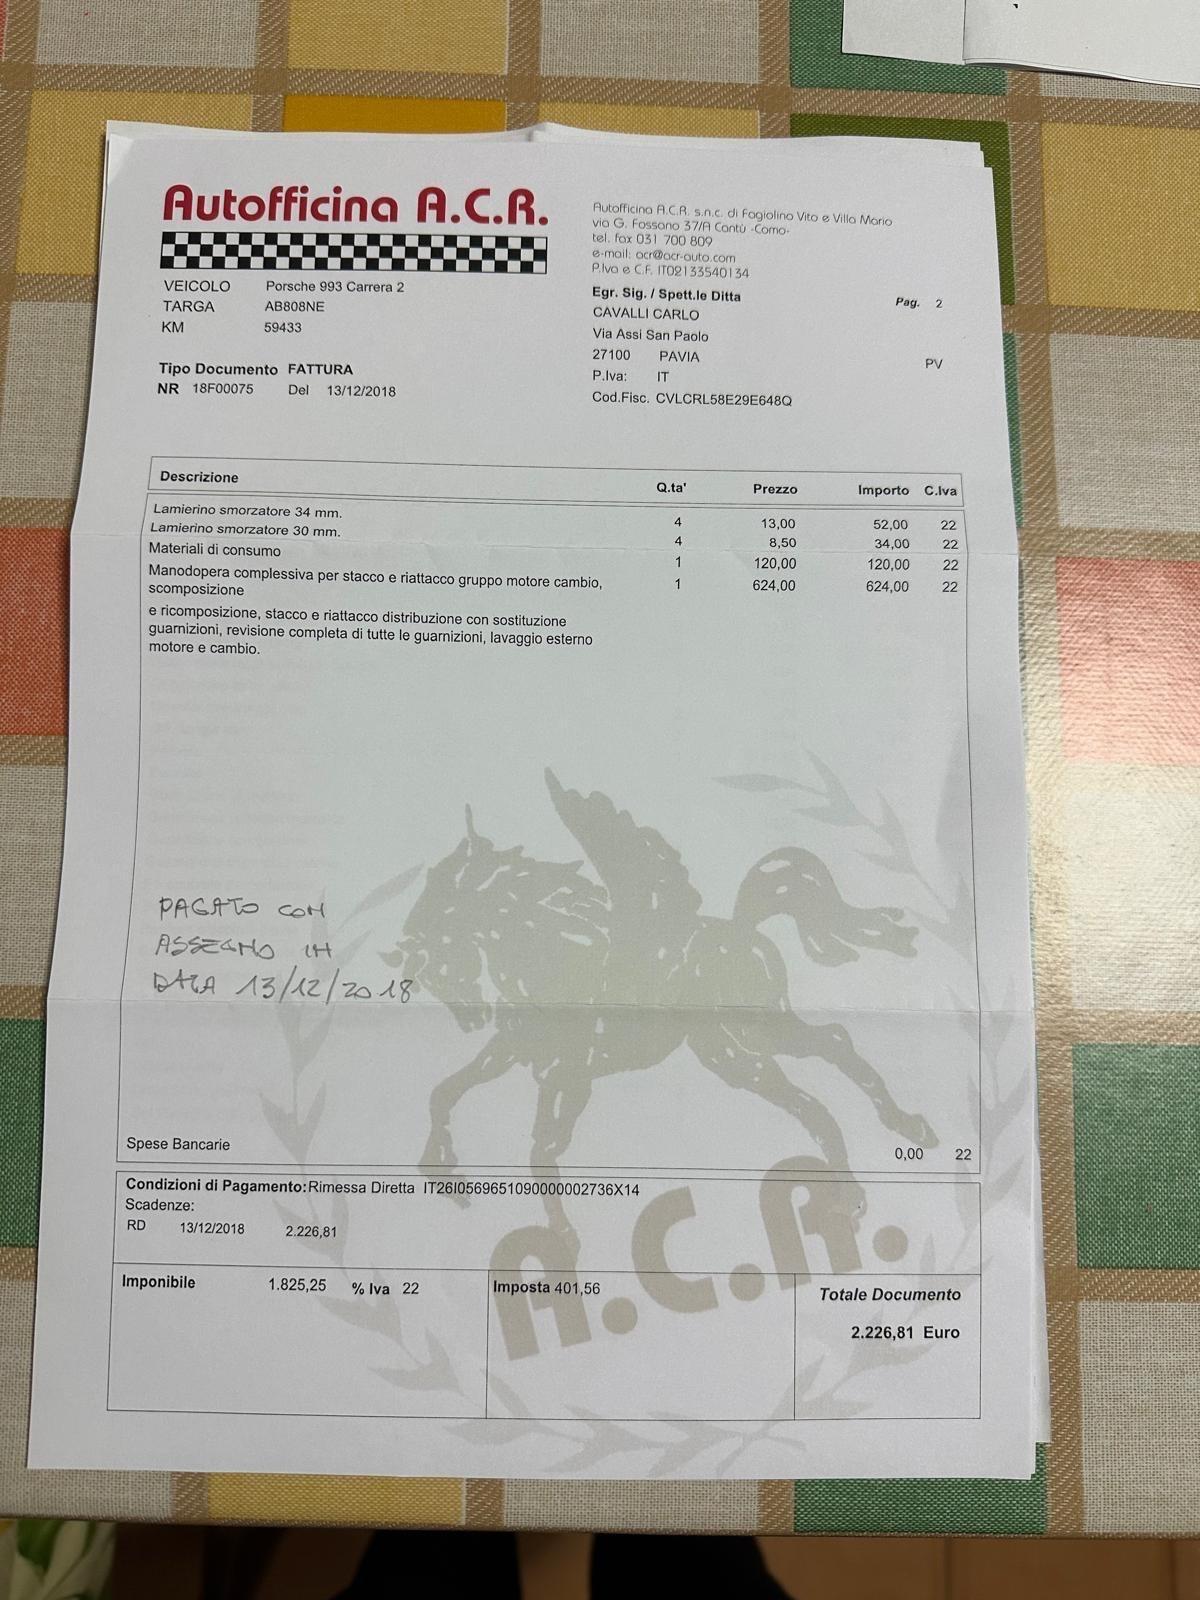 Autofficina A.C.R.
Autofficina A.C.R. s.n.c. di Fagiolino Vito e Villa Mario
via G. Fossano 37/A Cantù -Como-
tel. fax 031 700 809
e-mail: acr@acr-auto.com
P.Iva e C.F. IT02133540134
VEICOLO Porsche 993 Carrera 2
TARGA AB808NE
KM 59433
Egr. Sig. / Spett.le Ditta
Pag. 2
CAVALLI CARLO
Via Assi San Paolo
27100 PAVIA PV
P.Iva: IT
Cod.Fisc. CVLCRL58E29E648Q
Tipo Documento FATTURA
NR 18F00075 Del 13/12/2018
Descrizione Q.ta' Prezzo Importo C.Iva
Lamierino smorzatore 34 mm. 4 13,00 52,00 22
Lamierino smorzatore 30 mm. 4 8,50 34,00 22
Materiali di consumo 1 120,00 120,00 22
Manodopera complessiva per stacco e riattacco gruppo motore cambio, 1 624,00 624,00 22
scomposizione
e ricomposizione, stacco e riattacco distribuzione con sostituzione
guarnizioni, revisione completa di tutte le guarnizioni, lavaggio esterno
motore e cambio.
PAGATO CON
ASSEGNO IN
DATA 13/12/2018
Spese Bancarie 0,00 22
Condizioni di Pagamento: Rimessa Diretta IT26I0569651090000002736X14
Scadenze:
RD 13/12/2018 2.226,81
Imponibile 1.825,25 % Iva 22 Imposta 401,56 Totale Documento
2.226,81 Euro
A.C.R.